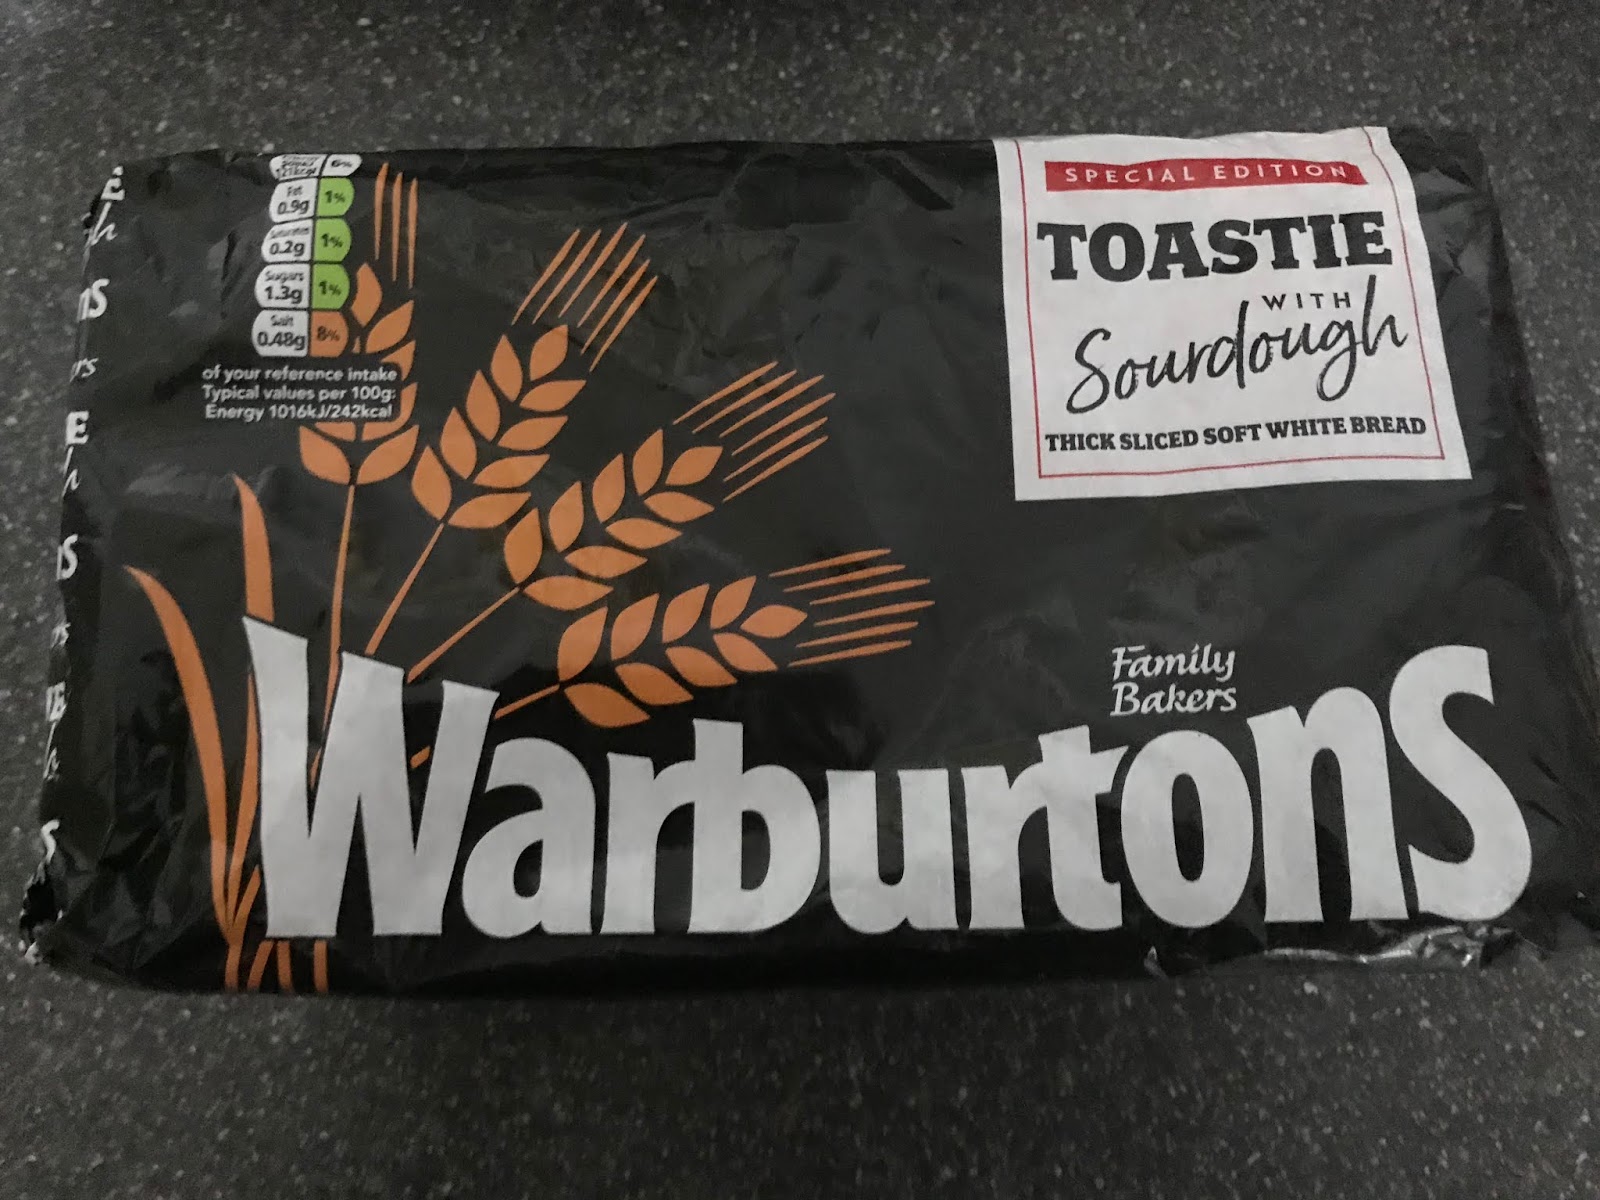 6%
Fat
0.9g 1%
0.2g 1%
Sugars
1.3g 1%
Salt
0.48g 8%
of your reference intake
Typical values per 100g:
Energy 1016kJ/242kcal
SPECIAL EDITION
TOASTIE
WITH
Sourdough
THICK SLICED SOFT WHITE BREAD
Family
Bakers
Warburtons